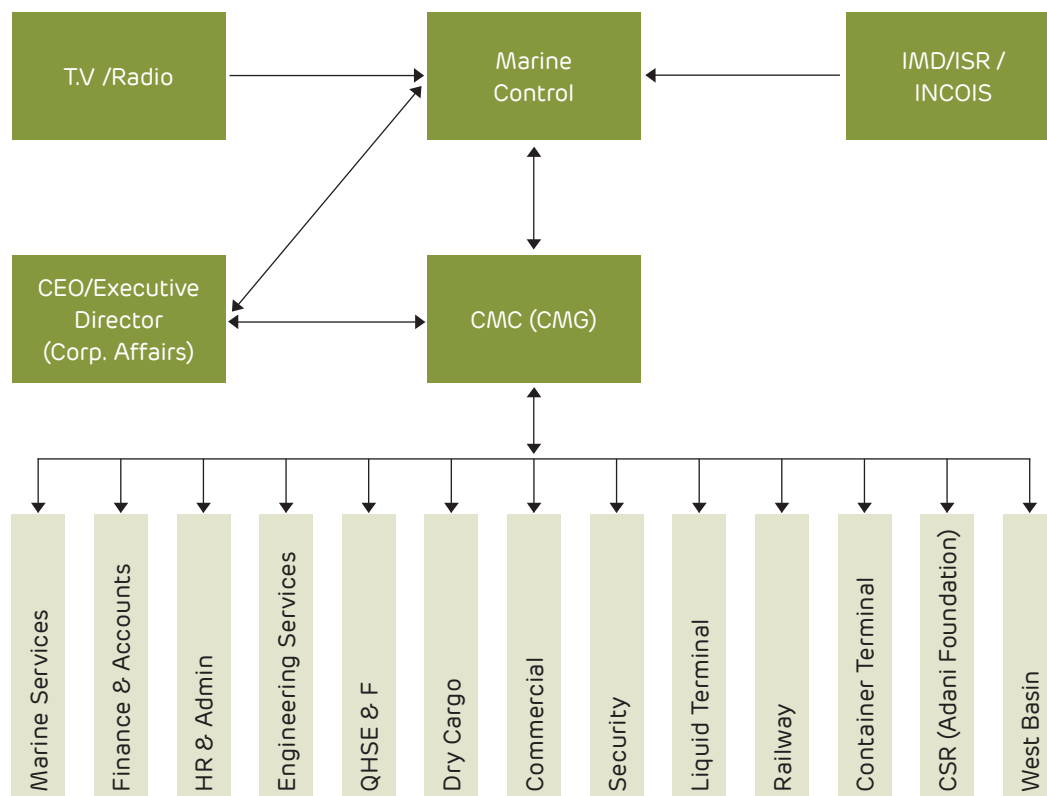 T.V /Radio
Marine
Control
IMD/ISR /
INCOIS
CEO/Executive
Director
(Corp. Affairs)
CMC (CMG)
Marine Services
Finance & Accounts
HR & Admin
Engineering Services
QHSE & F
Dry Cargo
Commercial
Security
Liquid Terminal
Railway
Container Terminal
CSR (Adani Foundation)
West Basin